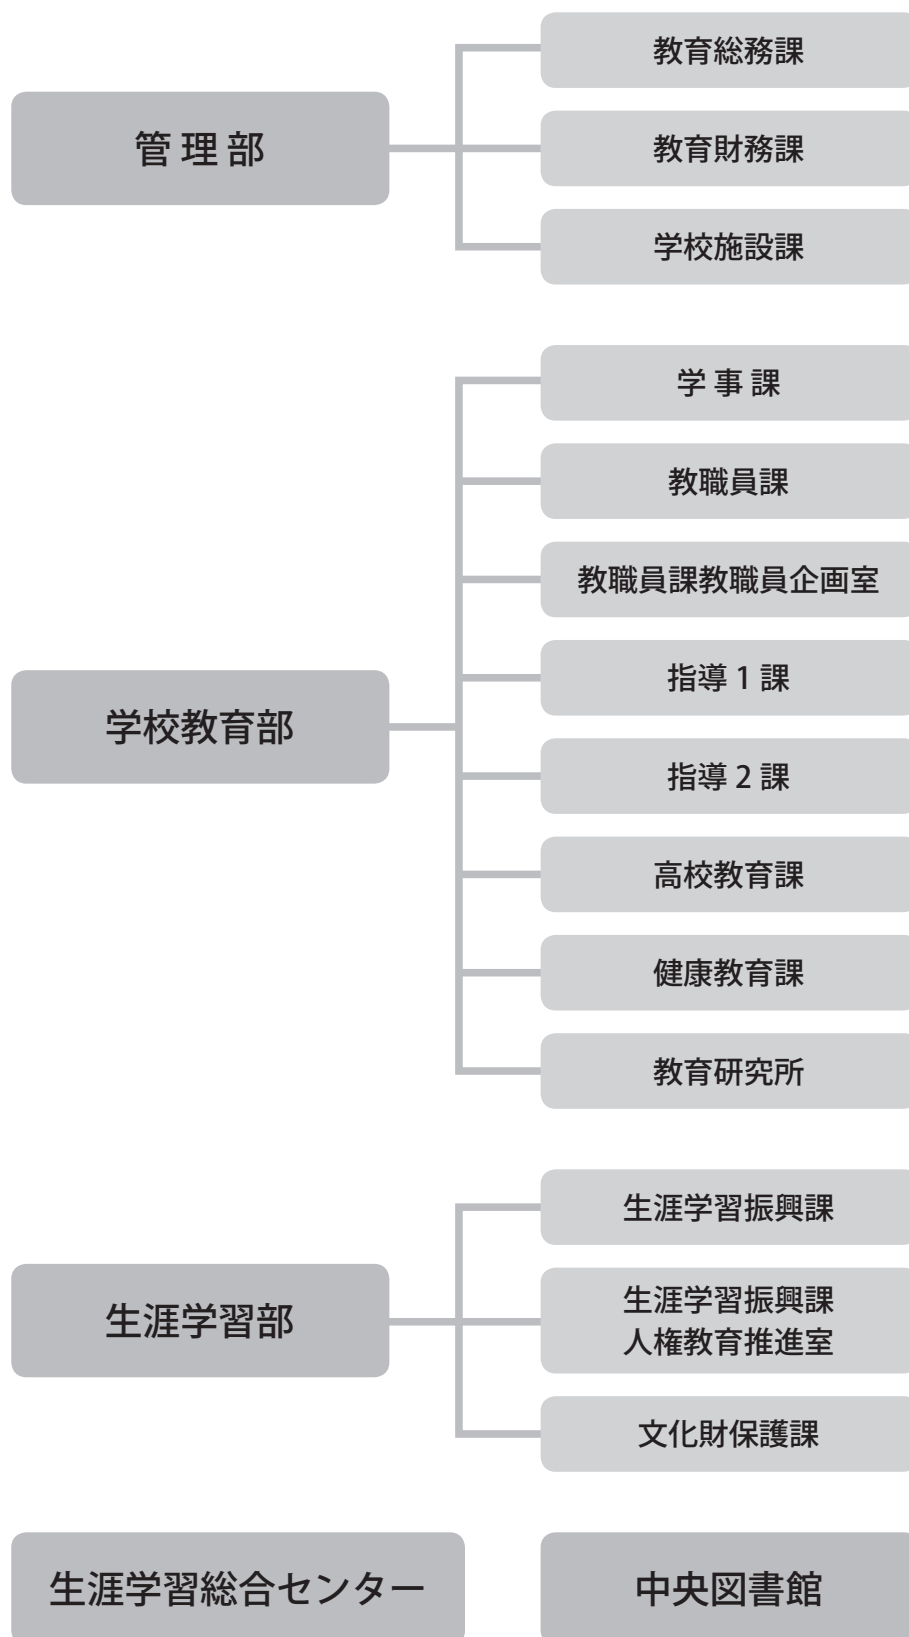 管理部
教育総務課
教育財務課
学校施設課
学校教育部
学事課
教職員課
教職員課教職員企画室
指導 1 課
指導 2 課
高校教育課
健康教育課
教育研究所
生涯学習部
生涯学習振興課
生涯学習振興課
人権教育推進室
文化財保護課
生涯学習総合センター
中央図書館